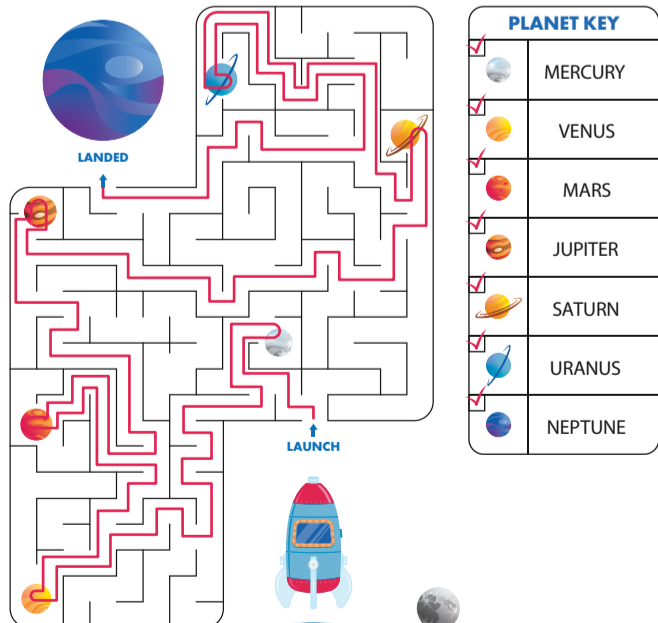 LANDED
LAUNCH
PLANET KEY
MERCURY
VENUS
MARS
JUPITER
SATURN
URANUS
NEPTUNE